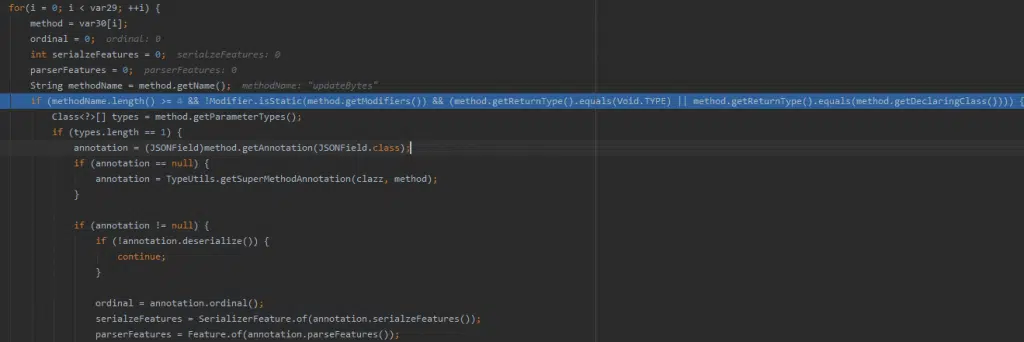 for(i = 0; i < var29; ++i) {
method = var30[i];
ordinal = 0; ordinal: 0
int serialzeFeatures = 0; serialzeFeatures: 0
parserFeatures = 0; parserFeatures: 0
String methodName = method.getName(); methodName: "updateBytes"
if (methodName.length() >= 4 && !Modifier.isStatic(method.getModifiers()) && (method.getReturnType().equals(Void.TYPE) || method.getReturnType().equals(method.getDeclaringClass()))) {
Class<?>[] types = method.getParameterTypes();
if (types.length == 1) {
annotation = (JSONField)method.getAnnotation(JSONField.class);
if (annotation == null) {
annotation = TypeUtils.getSuperMethodAnnotation(clazz, method);
}
if (annotation != null) {
if (!annotation.deserialize()) {
continue;
}
ordinal = annotation.ordinal();
serialzeFeatures = SerializerFeature.of(annotation.serialzeFeatures());
parserFeatures = Feature.of(annotation.parseFeatures());